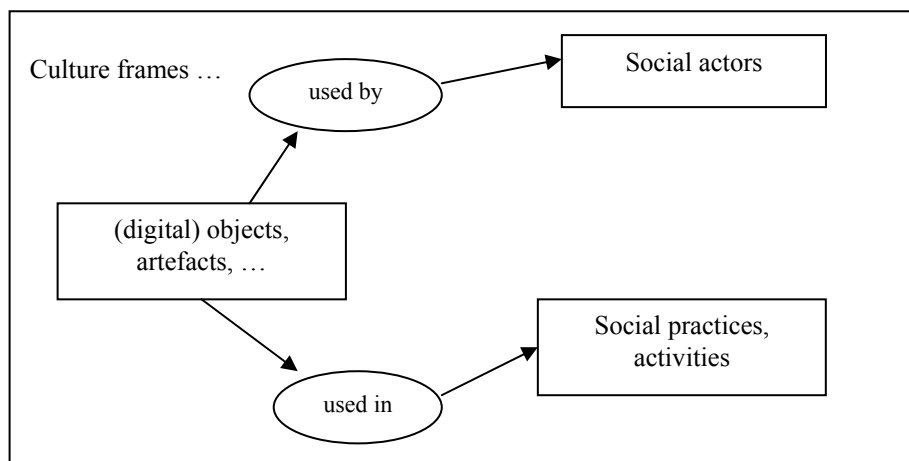 Culture frames …
used by
Social actors
(digital) objects,
artefacts, …
Social practices,
activities
used in